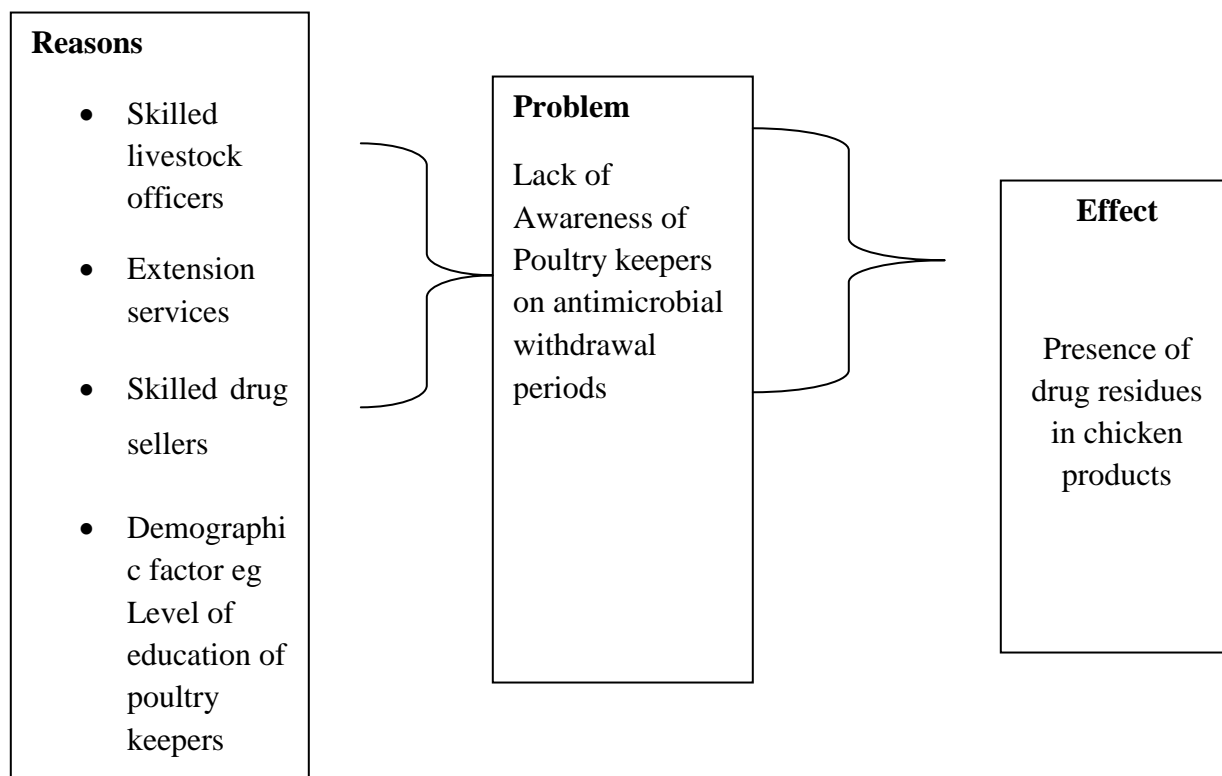 Reasons
• Skilled
livestock
officers
• Extension
services
• Skilled drug
sellers
• Demographi
c factor eg
Level of
education of
poultry
keepers
Problem
Lack of
Awareness of
Poultry keepers
on antimicrobial
withdrawal
periods
Effect
Presence of
drug residues
in chicken
products